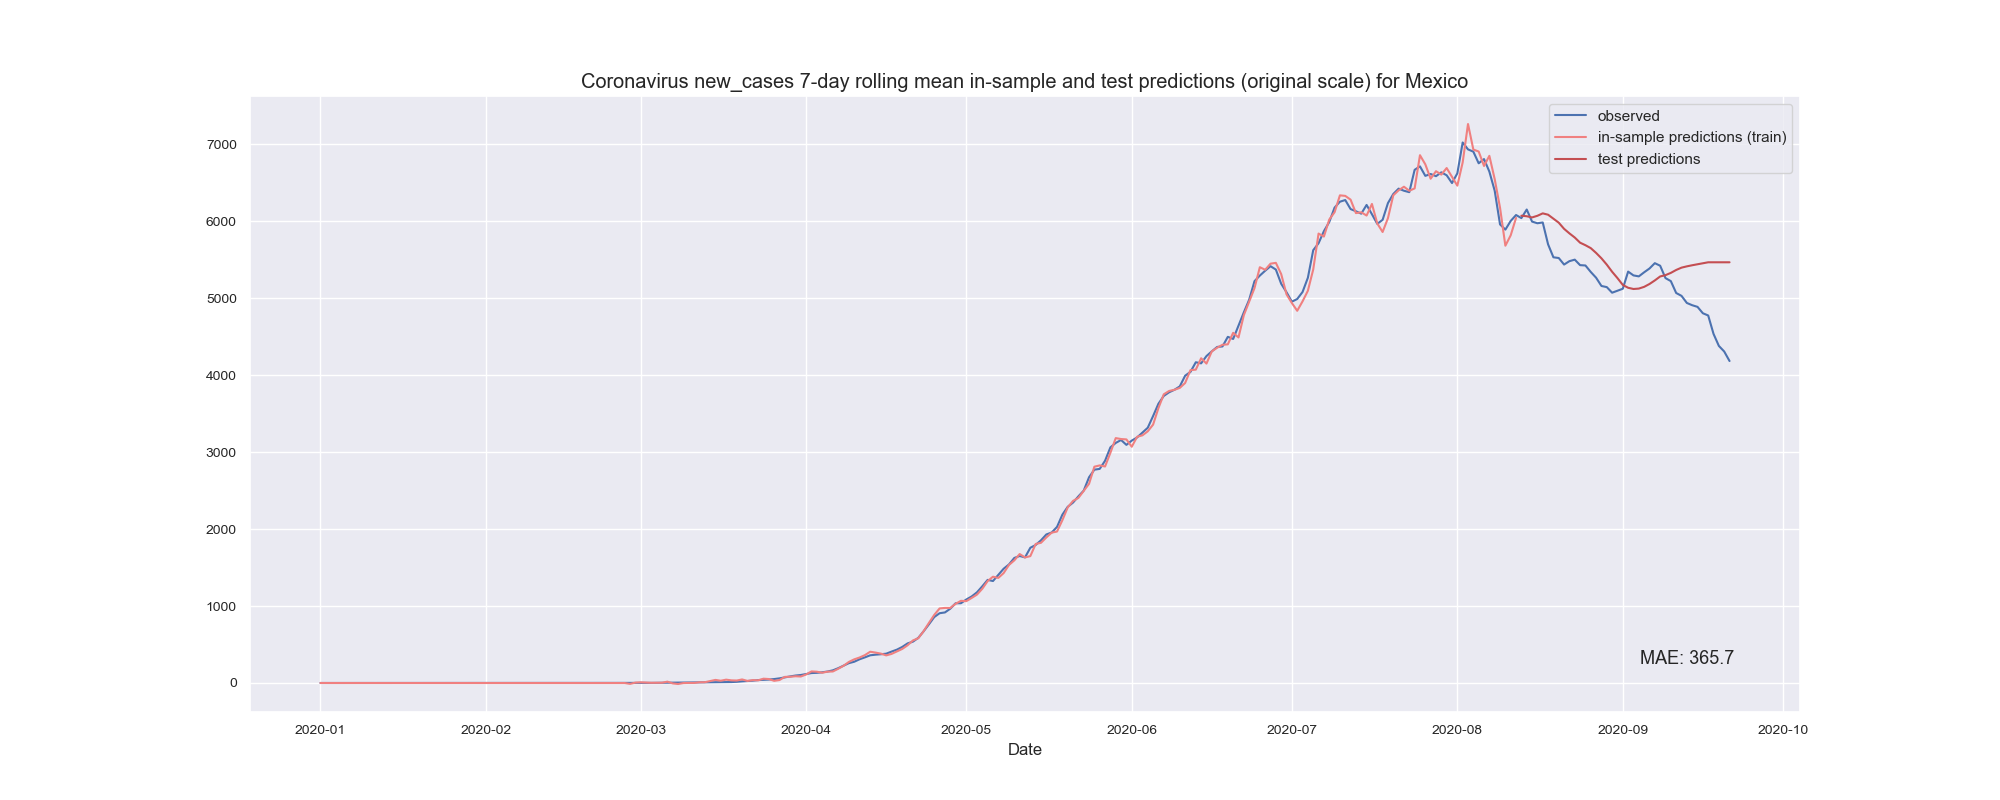 Coronavirus new_cases 7-day rolling mean in-sample and test predictions (original scale) for Mexico
observed
in-sample predictions (train)
test predictions
7000
6000
5000
4000
3000
2000
1000
0
MAE: 365.7
2020-01 2020-02 2020-03 2020-04 2020-05 2020-06 2020-07 2020-08 2020-09 2020-10
Date